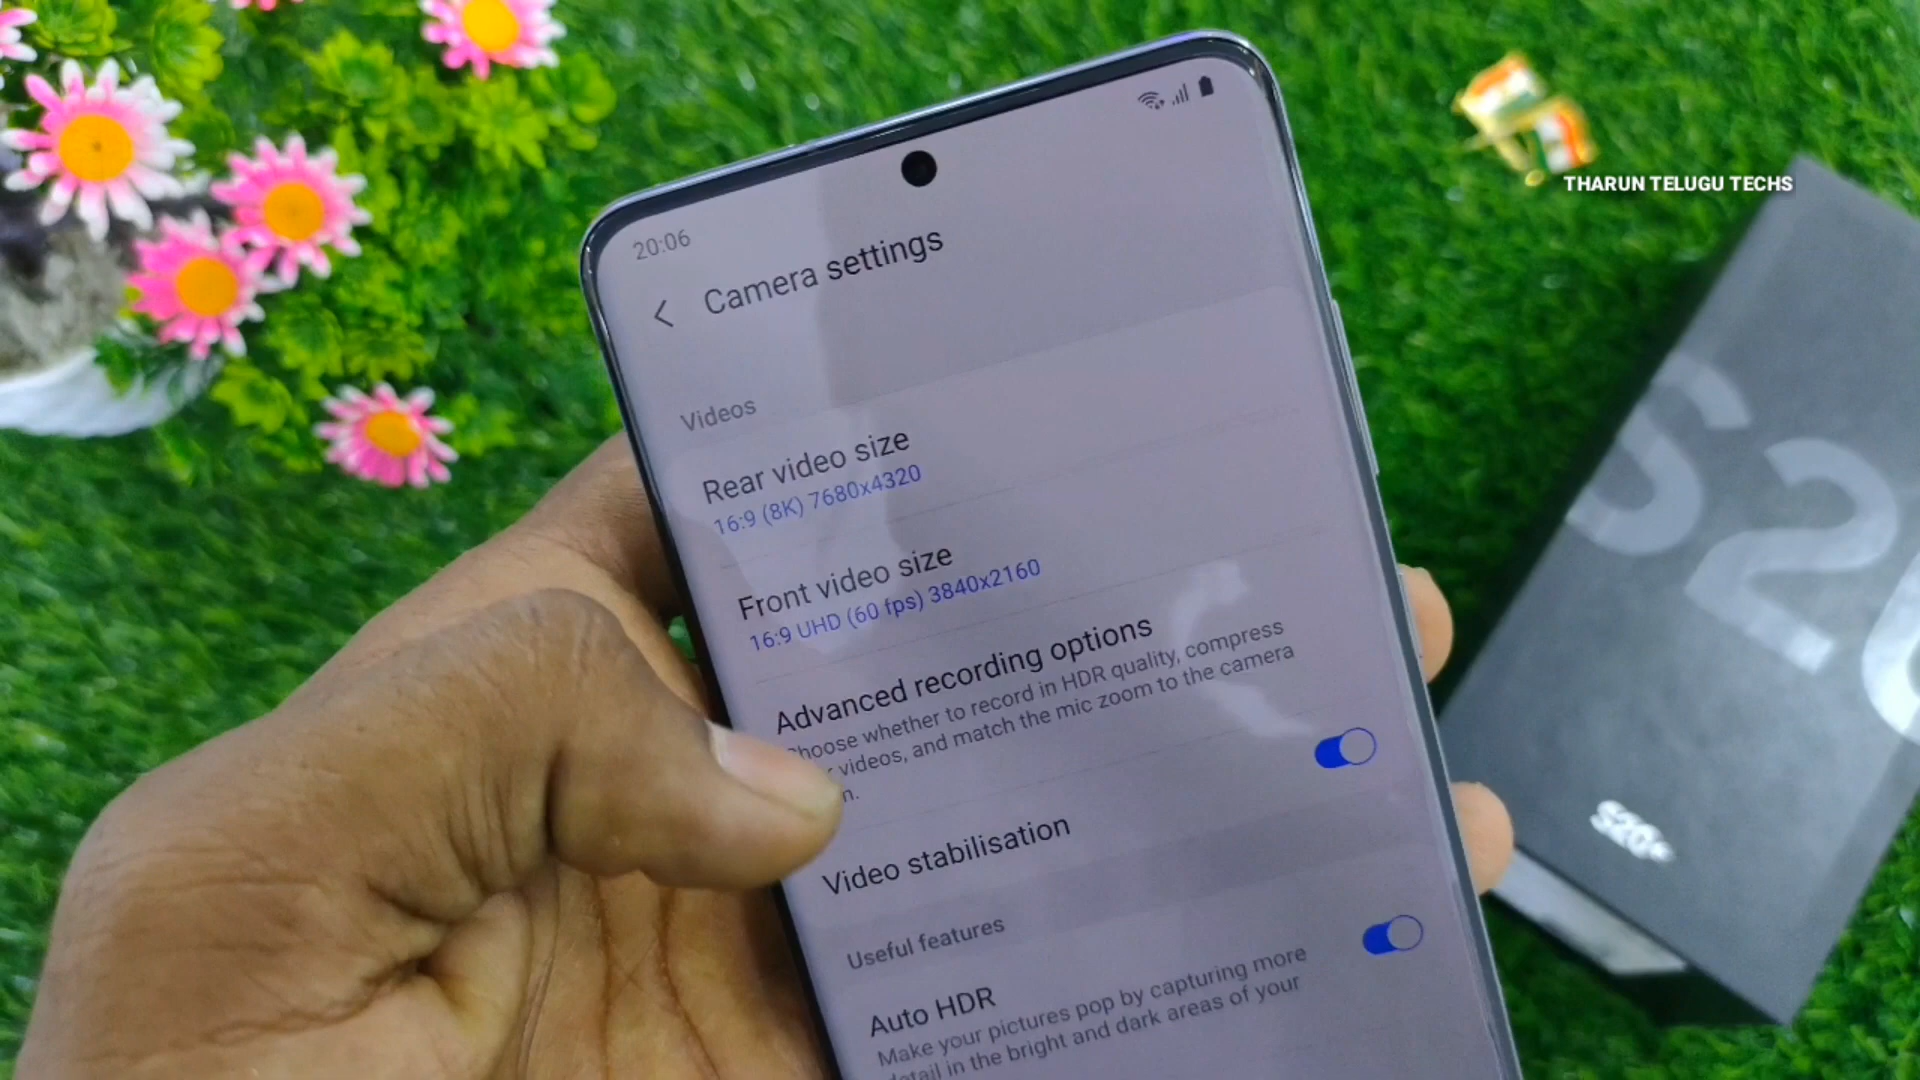 THARUN TELUGU TECHS
20:06
Camera settings
Videos
Rear video size
16:9 (8K) 7680x4320
Front video size
16:9 UHD (60 fps) 3840x2160
Advanced recording options
hoose whether to record in HDR quality, compress
videos, and match the mic zoom to the camera
n.
Video stabilisation
Useful features
Auto HDR
Make your pictures pop by capturing more
detail in the bright and dark areas of your
S20
S20+